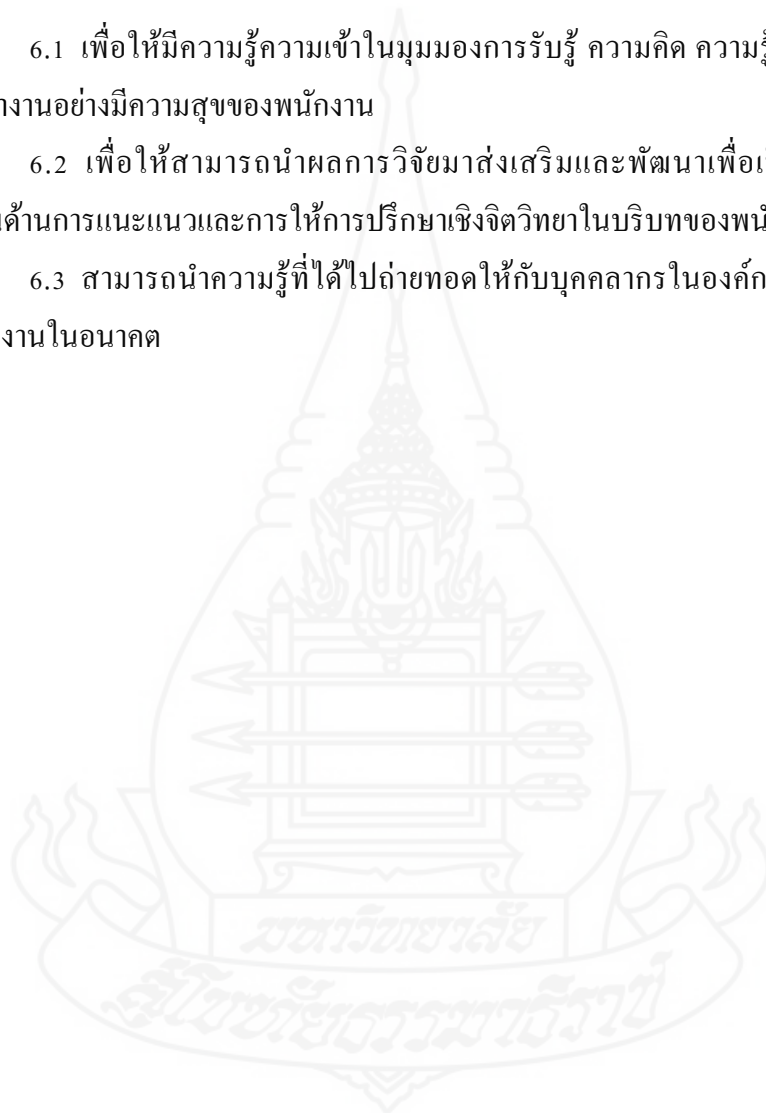 6.1 เพื่อให้มีความรู้ความเข้าในมุมมองการรับรู้ ความคิด
งานอย่างมีความสุขของพนักงาน
6.2 เพื่อให้สามารถนำผลการวิจัยมาส่งเสริมและพัฒนาเพื่อ
ด้านการแนะแนวและการให้การปรึกษาเชิงจิตวิทยาในบริบทของ
6.3 สามารถนำความรู้ที่ได้ไปถ่ายทอดให้กับบุคคลากรในองค์ก
งานในอนาคต
มหาวิทยาลัย
สุโขทัยธรรมาธิราช